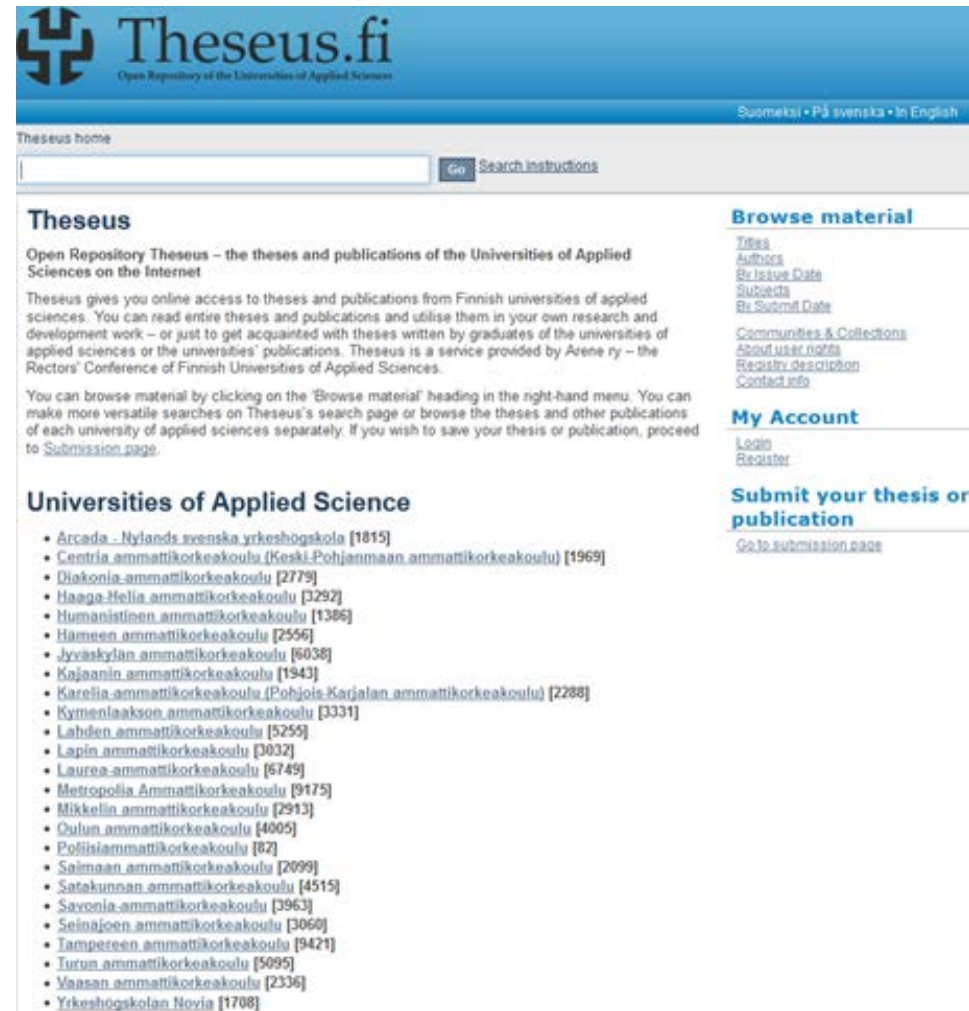 Theseus.fi
Open Repository of the Universities of Applied Sciences
Suomeksi • På svenska • In English
Theseus home
Go Search instructions
Theseus
Open Repository Theseus – the theses and publications of the Universities of Applied
Sciences on the Internet
Theseus gives you online access to theses and publications from Finnish universities of applied
sciences. You can read entire theses and publications and utilise them in your own research and
development work – or just to get acquainted with theses written by graduates of the universities of
applied sciences or the universities' publications. Theseus is a service provided by Arene ry – the
Rectors' Conference of Finnish Universities of Applied Sciences.
You can browse material by clicking on the 'Browse material' heading in the right-hand menu. You can
make more versatile searches on Theseus's search page or browse the theses and other publications
of each university of applied sciences separately. If you wish to save your thesis or publication, proceed
to Submission page.
Universities of Applied Science
• Arcada - Nylands svenska yrkeshögskola [1815]
• Centria ammattikorkeakoulu (Keski-Pohjanmaan ammattikorkeakoulu) [1969]
• Diakonia-ammattikorkeakoulu [2779]
• Haaga-Helia ammattikorkeakoulu [3292]
• Humanistinen ammattikorkeakoulu [1386]
• Hämeen ammattikorkeakoulu [2556]
• Jyväskylän ammattikorkeakoulu [6038]
• Kajaanin ammattikorkeakoulu [1943]
• Karelia-ammattikorkeakoulu (Pohjois-Karjalan ammattikorkeakoulu) [2288]
• Kymenlaakson ammattikorkeakoulu [3331]
• Lahden ammattikorkeakoulu [5255]
• Lapin ammattikorkeakoulu [3032]
• Laurea-ammattikorkeakoulu [6749]
• Metropolia Ammattikorkeakoulu [9175]
• Mikkelin ammattikorkeakoulu [2913]
• Oulun ammattikorkeakoulu [4005]
• Poliisiammattikorkeakoulu [82]
• Saimaan ammattikorkeakoulu [2099]
• Satakunnan ammattikorkeakoulu [4515]
• Savonia-ammattikorkeakoulu [3963]
• Seinäjoen ammattikorkeakoulu [3060]
• Tampereen ammattikorkeakoulu [9421]
• Turun ammattikorkeakoulu [5095]
• Vaasan ammattikorkeakoulu [2336]
• Yrkeshögskolan Novia [1708]
Browse material
Titles
Authors
By Issue Date
Subjects
By Submit Date
Communities & Collections
About user rights
Registry description
Contact info
My Account
Login
Register
Submit your thesis or
publication
Go to submission page